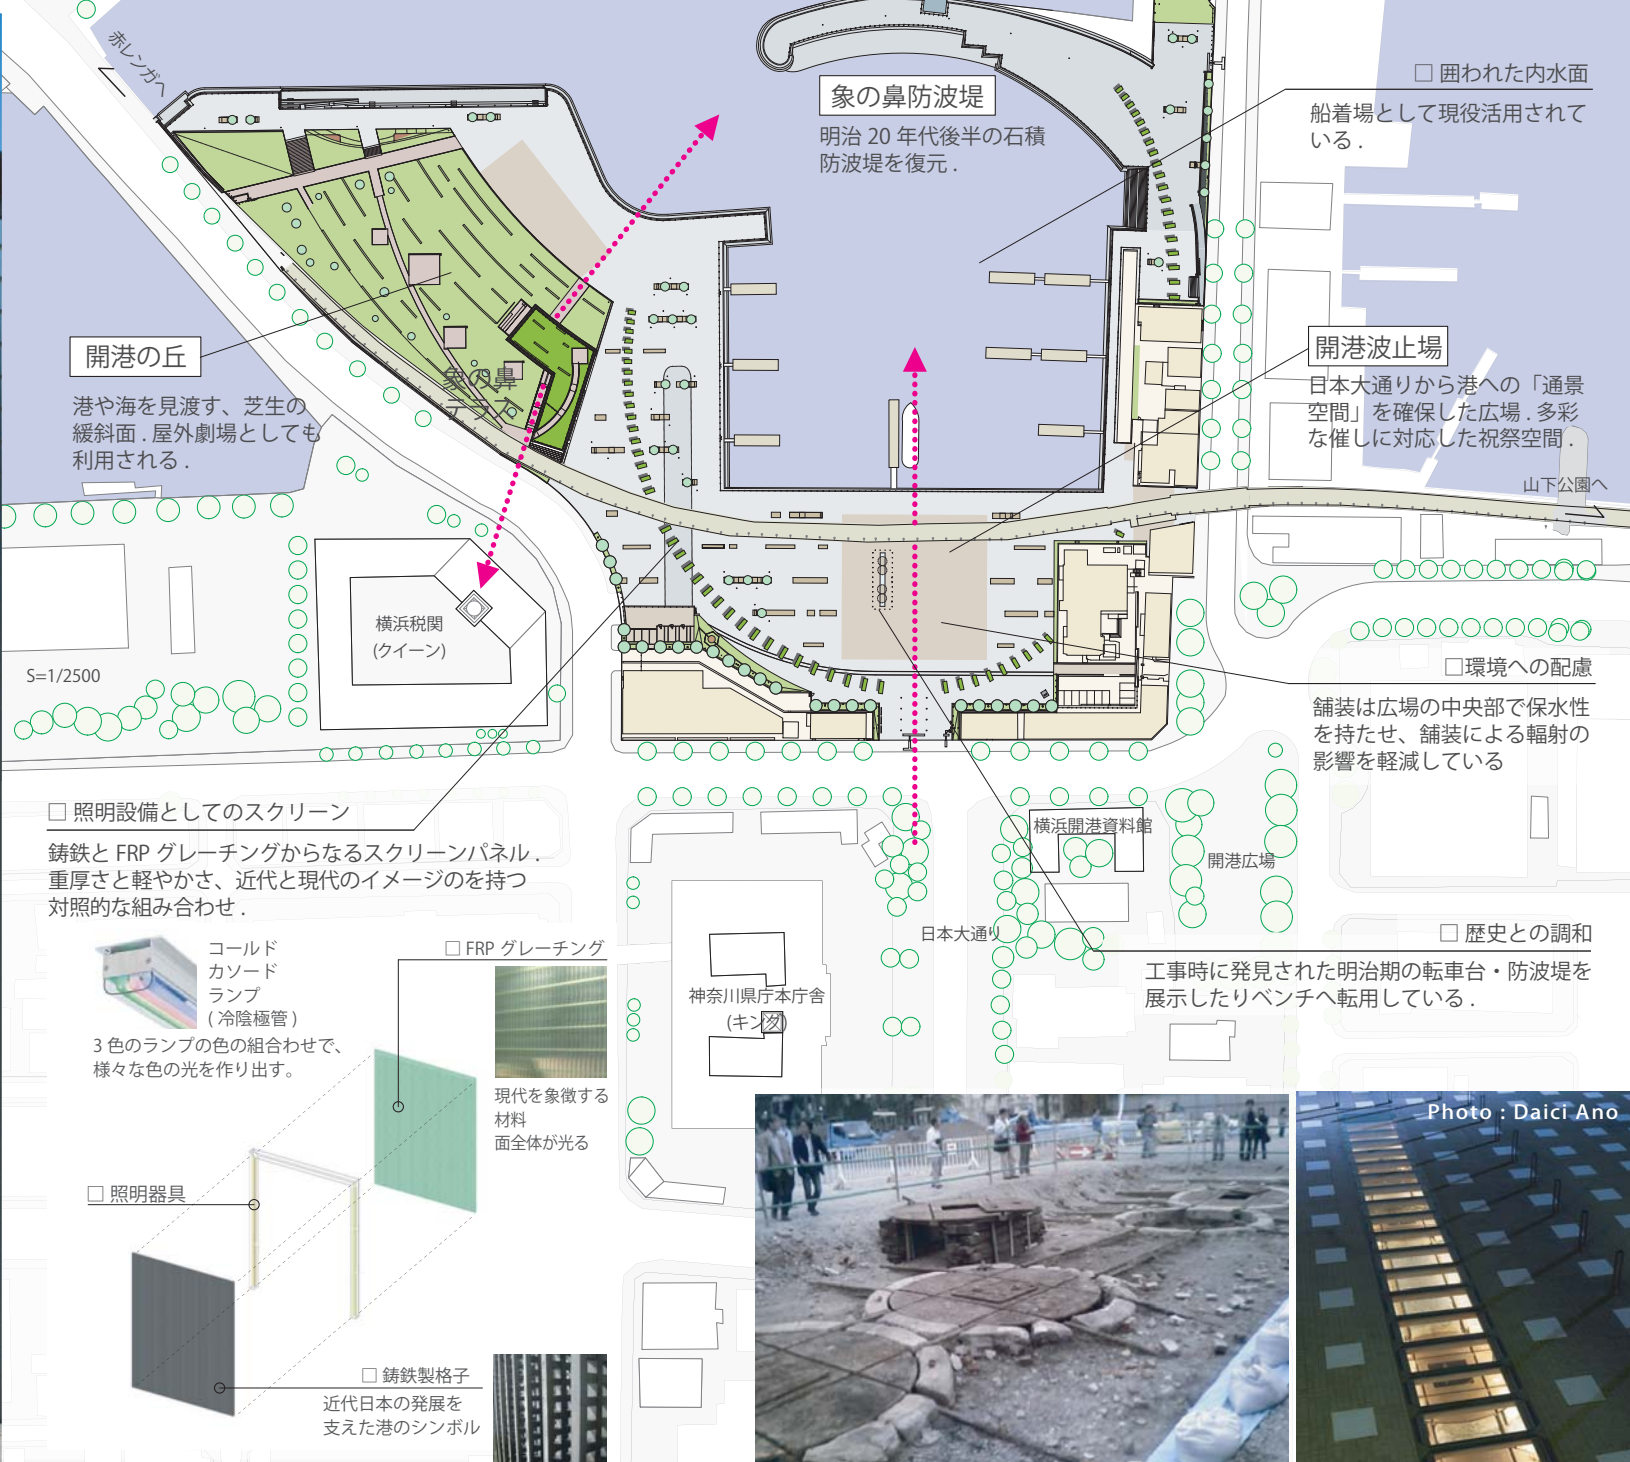 赤レンガへ
象の鼻防波堤
明治 20 年代後半の石積
防波堤を復元 .
□ 囲われた内水面
船着場として現役活用されて
いる .
開港の丘
港や海を見渡す、芝生の
緩斜面 . 屋外劇場としても
利用される .
象の鼻
テラス
開港波止場
日本大通りから港への「通景
空間」を確保した広場 . 多彩
な催しに対応した祝祭空間 .
山下公園へ
横浜税関
(クイーン)
S=1/2500
□環境への配慮
舗装は広場の中央部で保水性
を持たせ、舗装による輻射の
影響を軽減している
□ 照明設備としてのスクリーン
鋳鉄と FRP グレーチングからなるスクリーンパネル .
重厚さと軽やかさ、近代と現代のイメージのを持つ
対照的な組み合わせ .
横浜開港資料館
開港広場
日本大通り
□ 歴史との調和
工事時に発見された明治期の転車台・防波堤を
展示したりベンチへ転用している .
コールド
カソード
ランプ
( 冷陰極管 )
3 色のランプの色の組合わせで、
様々な色の光を作り出す。
□ FRP グレーチング
現代を象徴する
材料
面全体が光る
神奈川県庁本庁舎
(キング)
□ 照明器具
□ 鋳鉄製格子
近代日本の発展を
支えた港のシンボル
Photo : Daici Ano